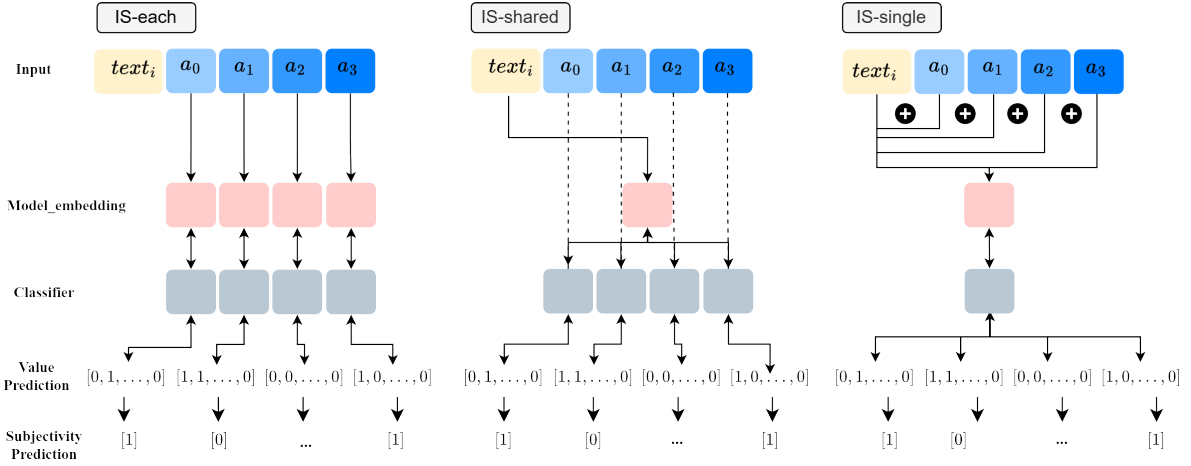 IS-each IS-shared IS-single
Input text_i a_0 a_1 a_2 a_3 text_i a_0 a_1 a_2 a_3 text_i a_0 a_1 a_2 a_3
Model_embedding
Classifier
Value
Prediction [0, 1, . . . , 0] [1, 1, . . . , 0] [0, 0, . . . , 0] [1, 0, . . . , 0] [0, 1, . . . , 0] [1, 1, . . . , 0] [0, 0, . . . , 0] [1, 0, . . . , 0] [0, 1, . . . , 0] [1, 1, . . . , 0] [0, 0, . . . , 0] [1, 0, . . . , 0]
Subjectivity
Prediction [1] [0] ... [1] [1] [0] ... [1] [1] [0] ... [1]